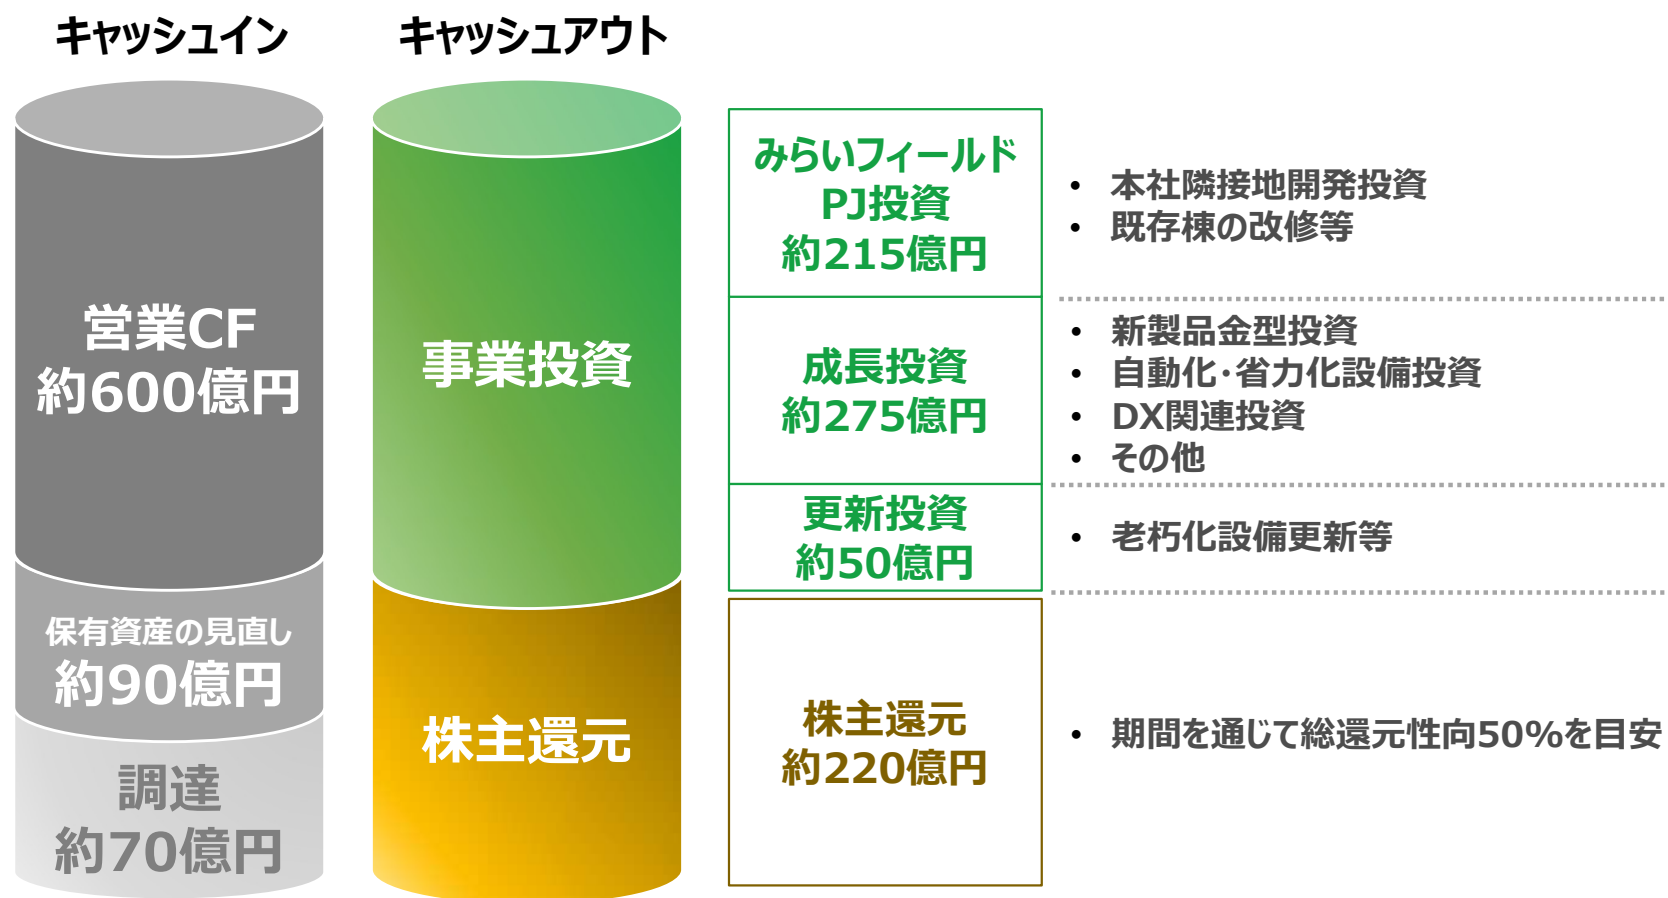 キャッシュイン
キャッシュアウト
営業CF
約600億円
保有資産の見直し
約90億円
調達
約70億円
事業投資
株主還元
みらいフィールド
PJ投資
約215億円
• 本社隣接地開発投資
• 既存棟の改修等
成長投資
約275億円
• 新製品金型投資
• 自動化･省力化設備投資
• DX関連投資
• その他
更新投資
約50億円
• 老朽化設備更新等
株主還元
約220億円
• 期間を通じて総還元性向50%を目安